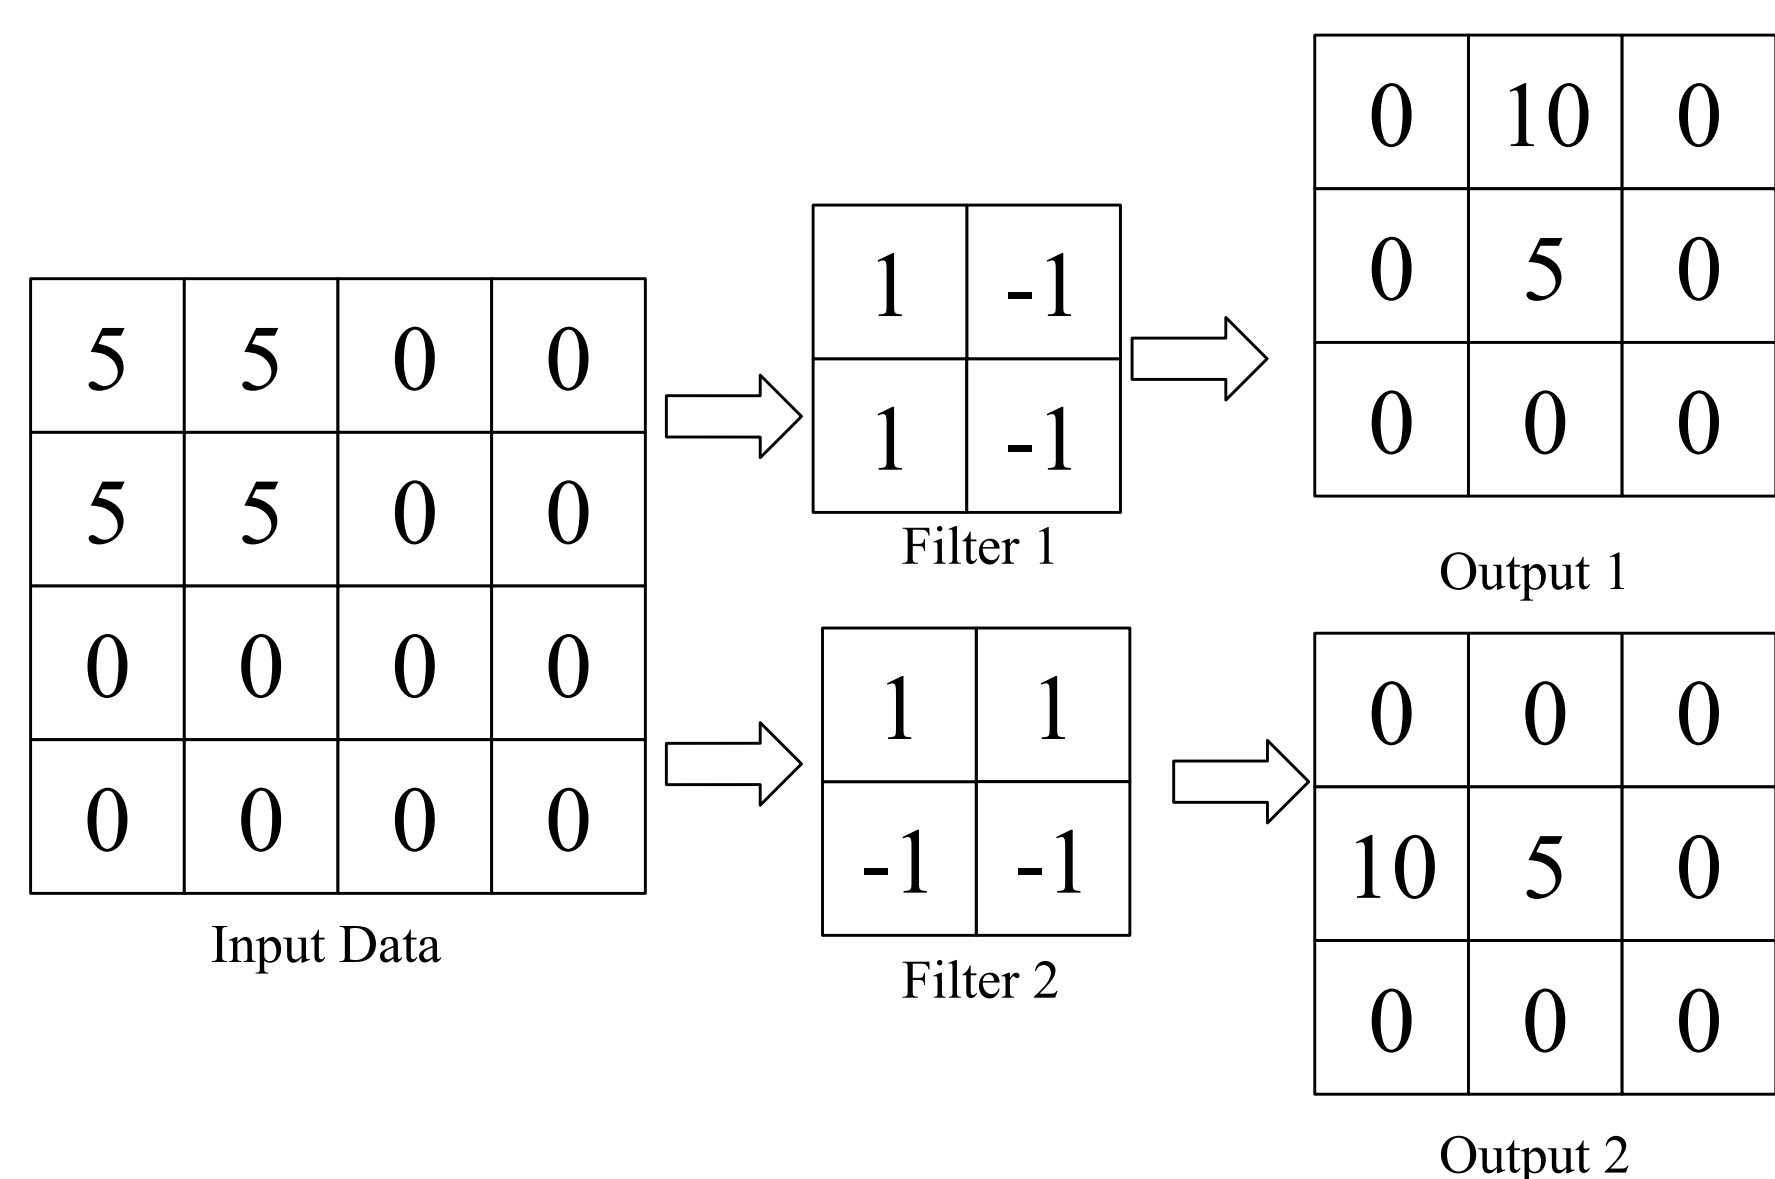 5 5 0 0
5 5 0 0
0 0 0 0
0 0 0 0
Input Data
1 -1
1 -1
Filter 1
1 1
-1 -1
Filter 2
0 10 0
0 5 0
0 0 0
Output 1
0 0 0
10 5 0
0 0 0
Output 2